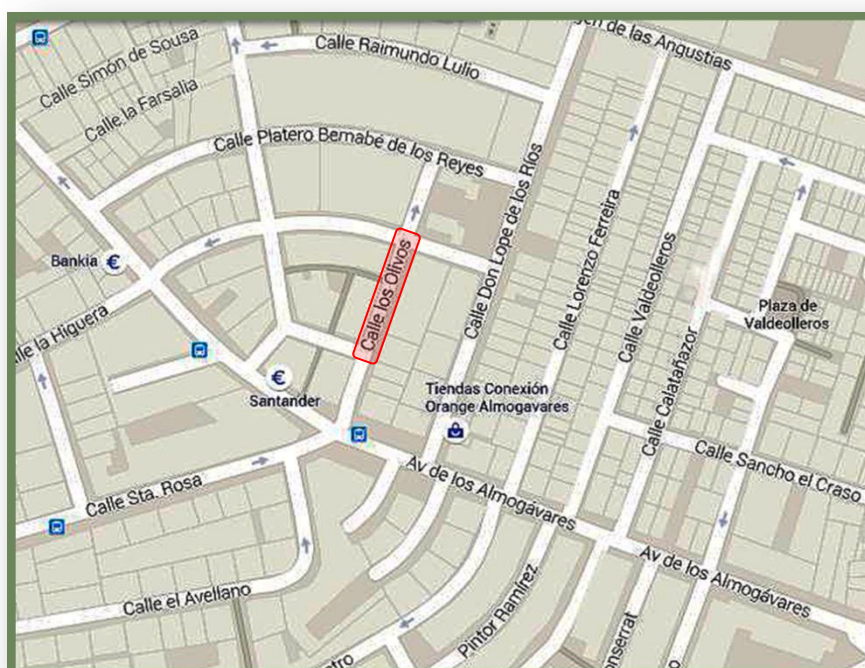 gen de las Angustias
Calle Raimundo Lulio
Calle Simón de Sousa
Calle la Farsalia
Calle Platero Bernabé de los Reyes
Calle Don Lope de los Ríos
Calle Lorenzo Ferreira
Calle Valdeolleros
Calle los Olivos
Bankia
€
Plaza de
Valdeolleros
alle la Higuera
Calle Calatañazor
€
Santander
Tiendas Conexión
Orange Almogavares
Calle Sancho el Craso
Av de los Almogávares
Calle Sta. Rosa
Av de los Almogávares
Calle el Avellano
Pintor Ramírez
onserrat